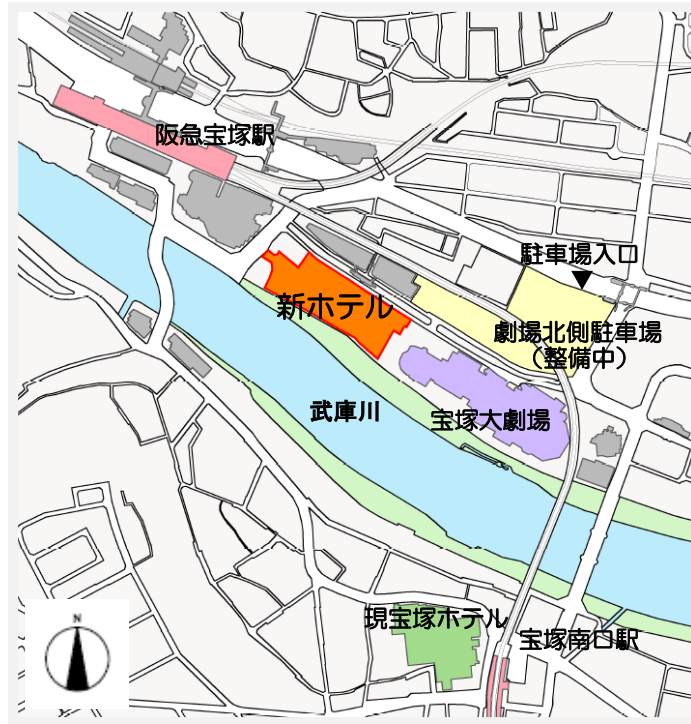 阪急宝塚駅
駐車場入口
新ホテル
劇場北側駐車場
（整備中）
武庫川
宝塚大劇場
現宝塚ホテル
宝塚南口駅
N